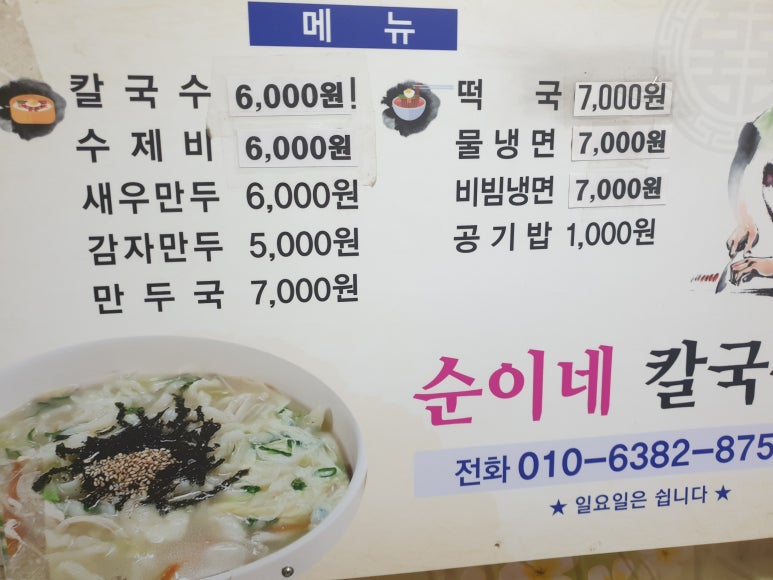 메 뉴
칼 국 수 6,000원!
수 제 비 6,000원
새우만두 6,000원
감자만두 5,000원
만 두 국 7,000원
떡 국 7,000원
물 냉 면 7,000원
비빔냉면 7,000원
공 기 밥 1,000원
순이네 칼국
전화 010-6382-875
★ 일요일은 쉽니다 ★